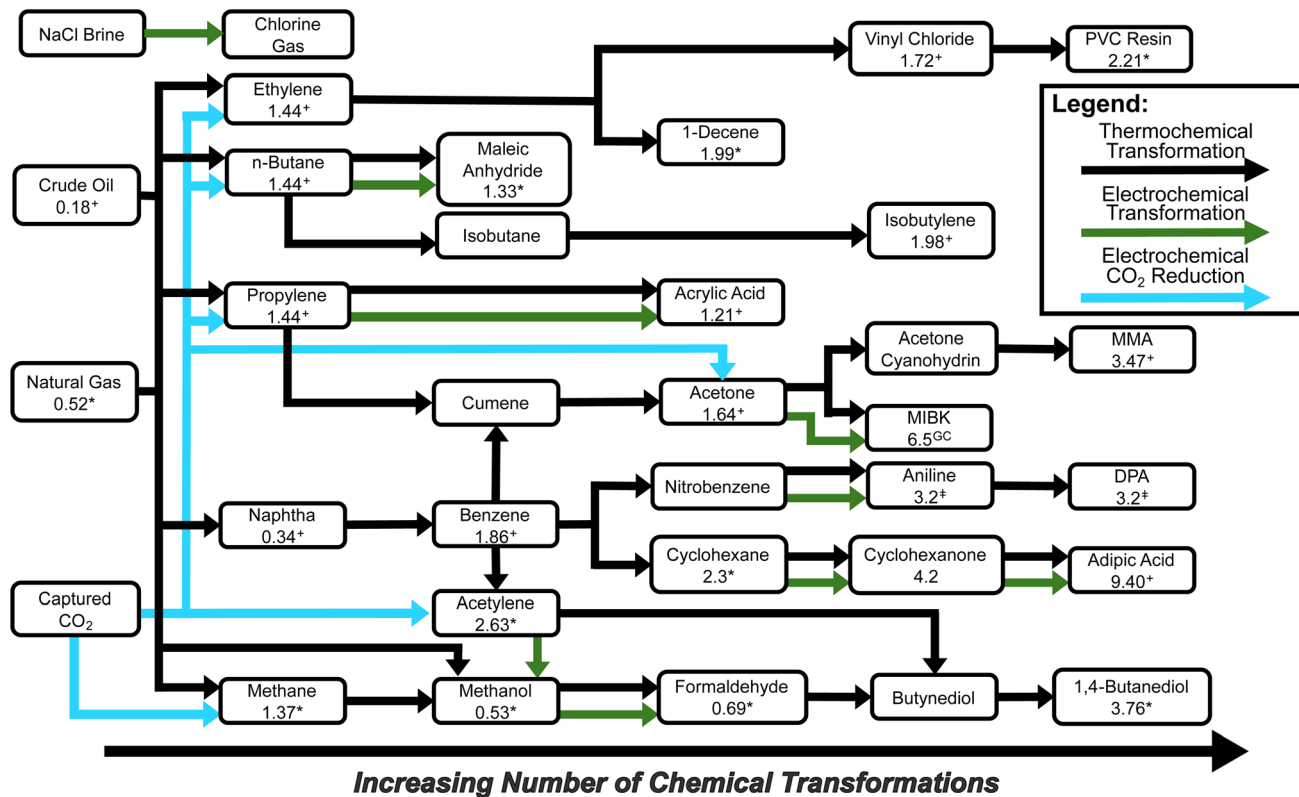 NaCl Brine
Chlorine
Gas
Ethylene
1.44⁺
Vinyl Chloride
1.72⁺
PVC Resin
2.21*
1-Decene
1.99*
Legend:
Thermochemical
Transformation
Electrochemical
Transformation
Electrochemical
CO₂ Reduction
Crude Oil
0.18⁺
n-Butane
1.44⁺
Maleic
Anhydride
1.33*
Isobutane
Isobutylene
1.98⁺
Propylene
1.44⁺
Acrylic Acid
1.21⁺
Natural Gas
0.52*
Cumene
Acetone
1.64⁺
Acetone
Cyanohydrin
MMA
3.47⁺
MIBK
6.5ᴳᶜ
Naphtha
0.34⁺
Benzene
1.86⁺
Nitrobenzene
Aniline
3.2ǂ
DPA
3.2ǂ
Cyclohexane
2.3*
Cyclohexanone
4.2
Adipic Acid
9.40⁺
Captured
CO₂
Acetylene
2.63*
Methane
1.37*
Methanol
0.53*
Formaldehyde
0.69*
Butynediol
1,4-Butanediol
3.76*
Increasing Number of Chemical Transformations